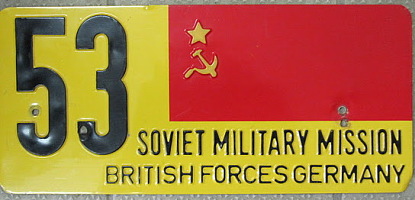 53
SOVIET MILITARY MISSION
BRITISH FORCES GERMANY